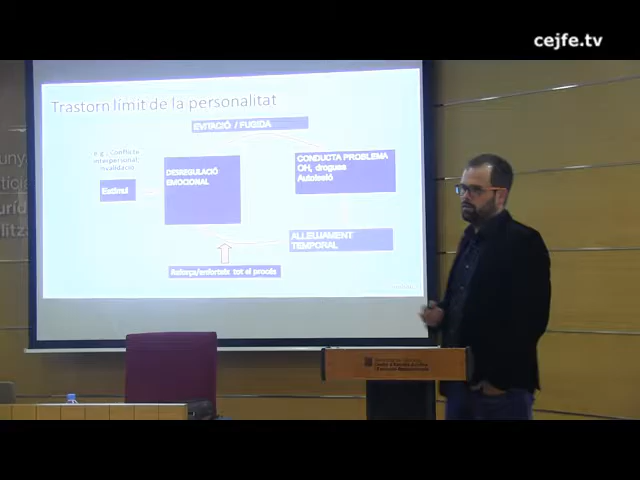 cejfe.tv
Trastorn límit de la personalitat
EVITACIÓ / FUGIDA
e.g., Conflicte
interpersonal,
invalidació
Estímul
DESREGULACIÓ
EMOCIONAL
CONDUCTA PROBLEMA
OH, drogues
Autolesió
ALLEUJAMENT
TEMPORAL
Reforça/enforteix tot el procés